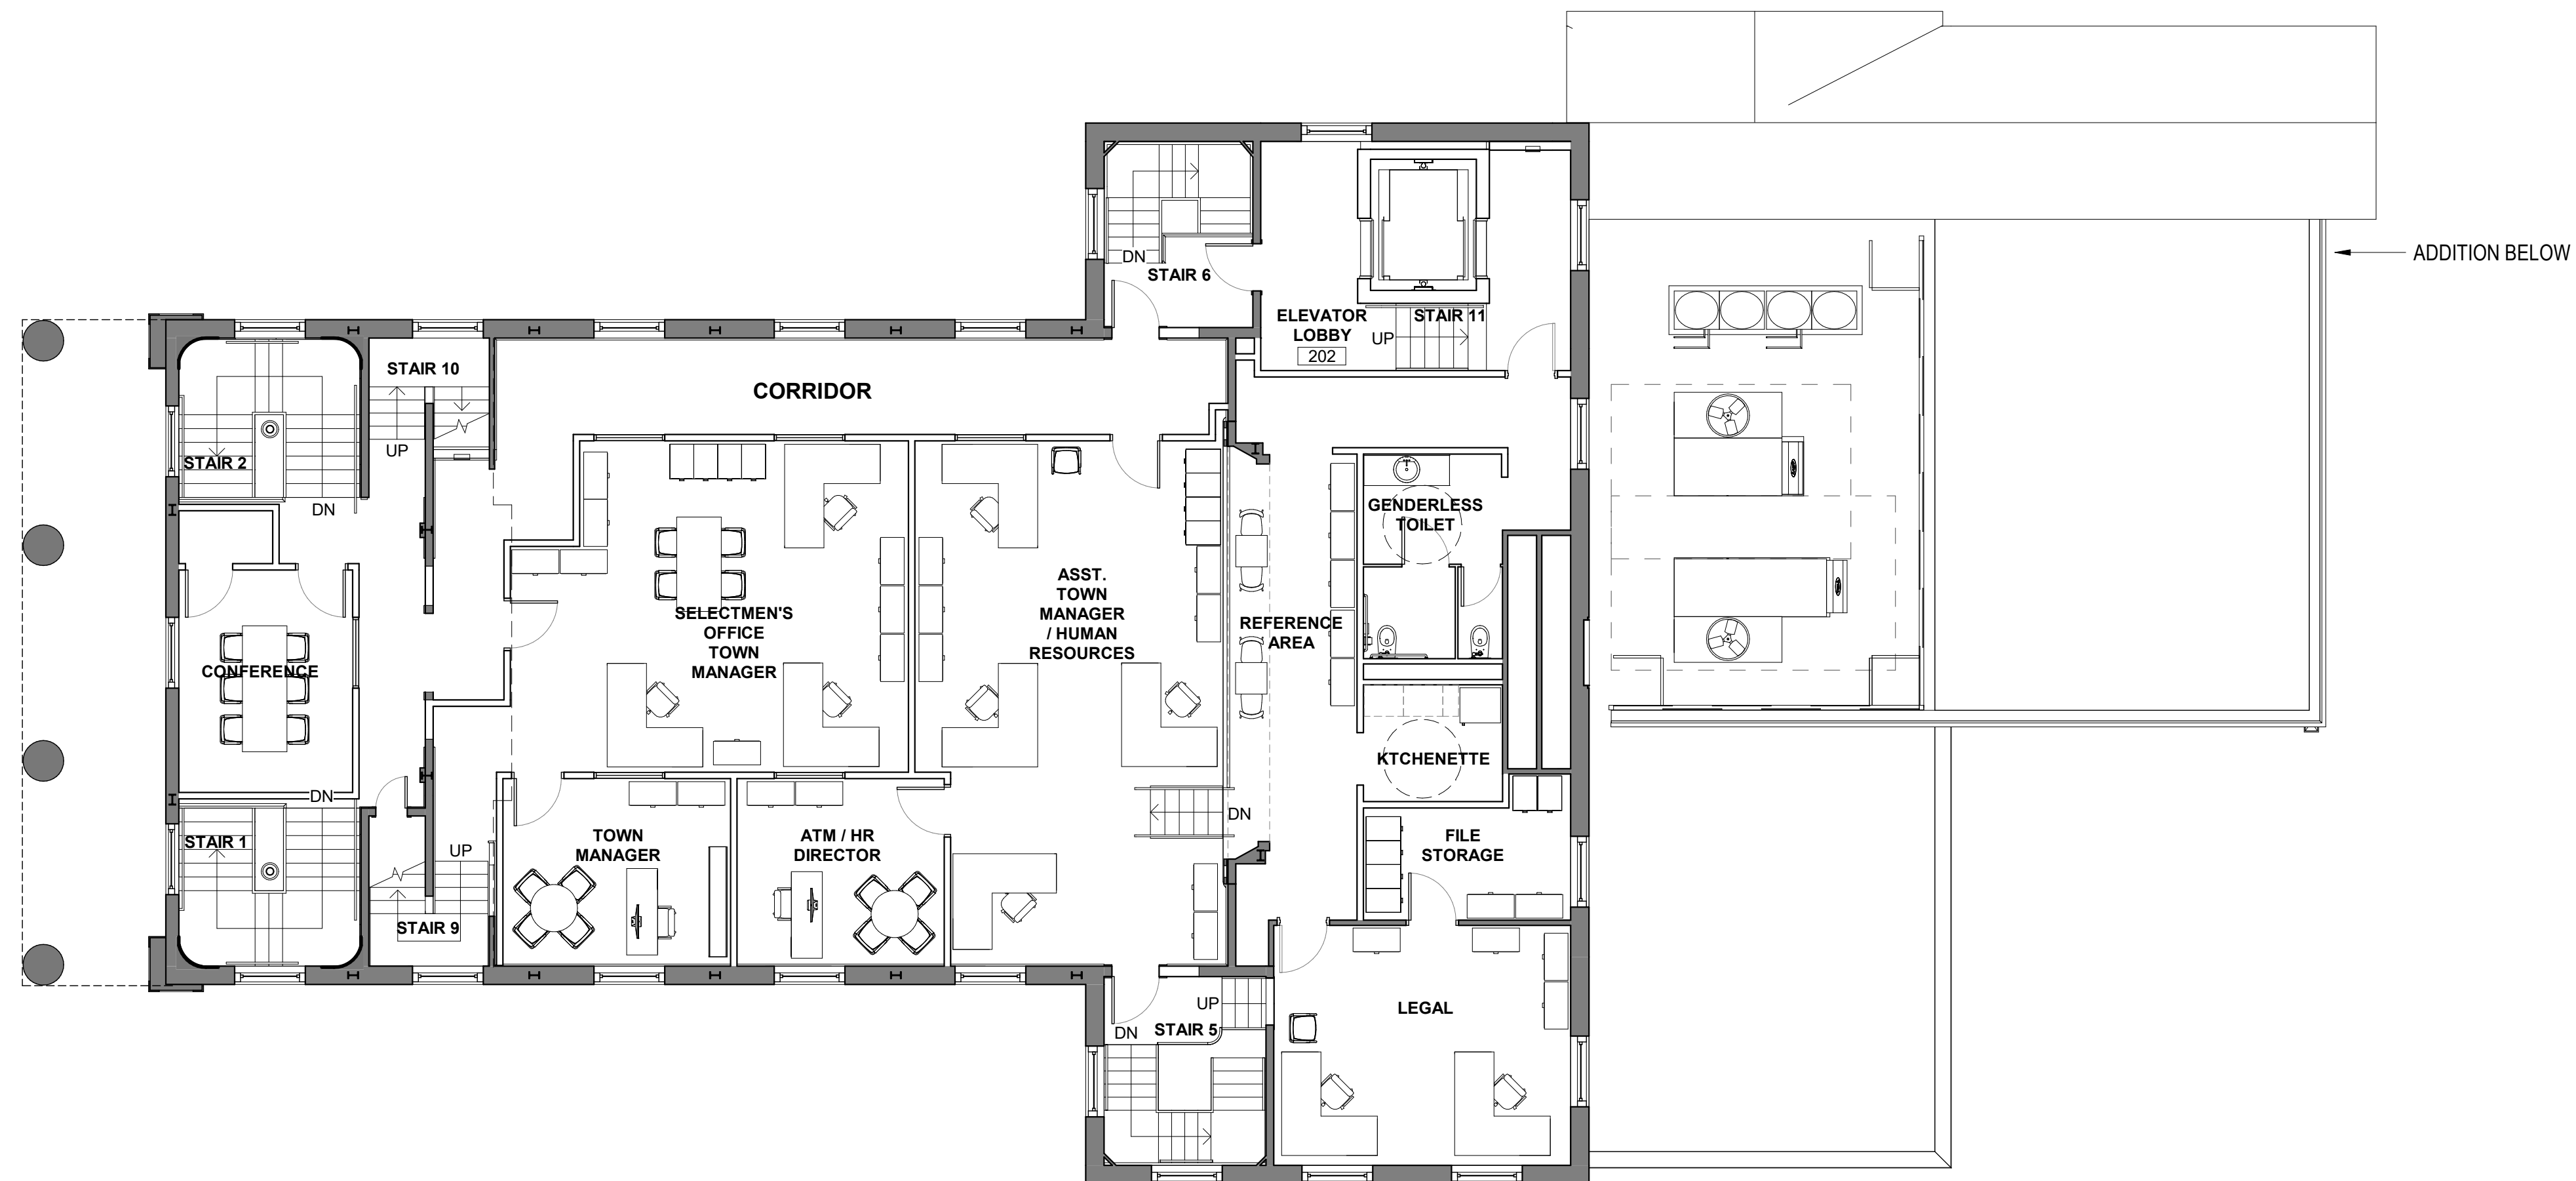 ADDITION BELOW
DN
STAIR 6
ELEVATOR
LOBBY
202
STAIR 11
UP
STAIR 10
UP
CORRIDOR
STAIR 2
DN
GENDERLESS
TOILET
SELECTMEN'S
OFFICE
TOWN
MANAGER
ASST.
TOWN
MANAGER
/ HUMAN
RESOURCES
REFERENCE
AREA
CONFERENCE
KTCHENETTE
DN
DN
STAIR 1
UP
TOWN
MANAGER
ATM / HR
DIRECTOR
FILE
STORAGE
STAIR 9
UP
DN
STAIR 5
LEGAL